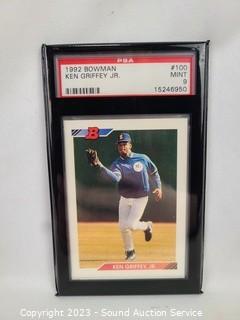 PSA
1992 BOWMAN #100
KEN GRIFFEY JR. MINT
9
15246950
B
KEN GRIFFEY, JR.
Copyright 2023 - Sound Auction Service